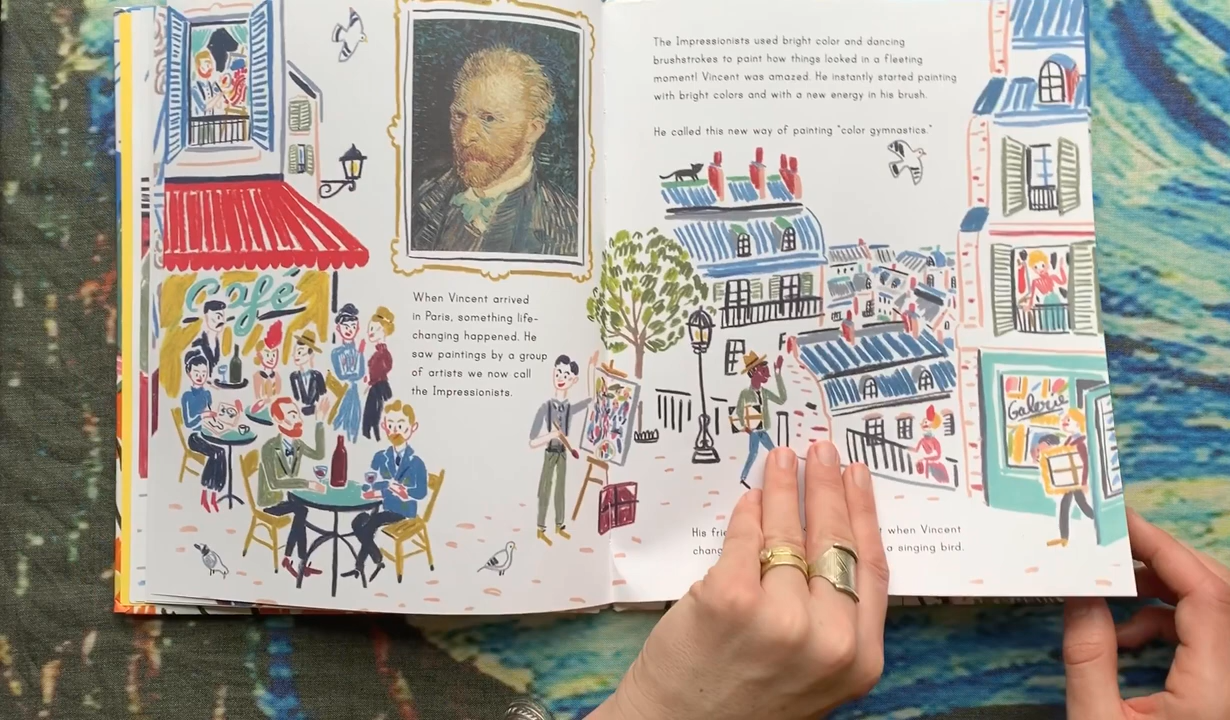 Café
When Vincent arrived
in Paris, something life-
changing happened. He
saw paintings by a group
of artists we now call
the Impressionists.
The Impressionists used bright color and dancing
brushstrokes to paint how things looked in a fleeting
moment! Vincent was amazed. He instantly started painting
with bright colors and with a new energy in his brush.
He called this new way of painting "color gymnastics."
Galerie
His when Vincent
a singing bird.